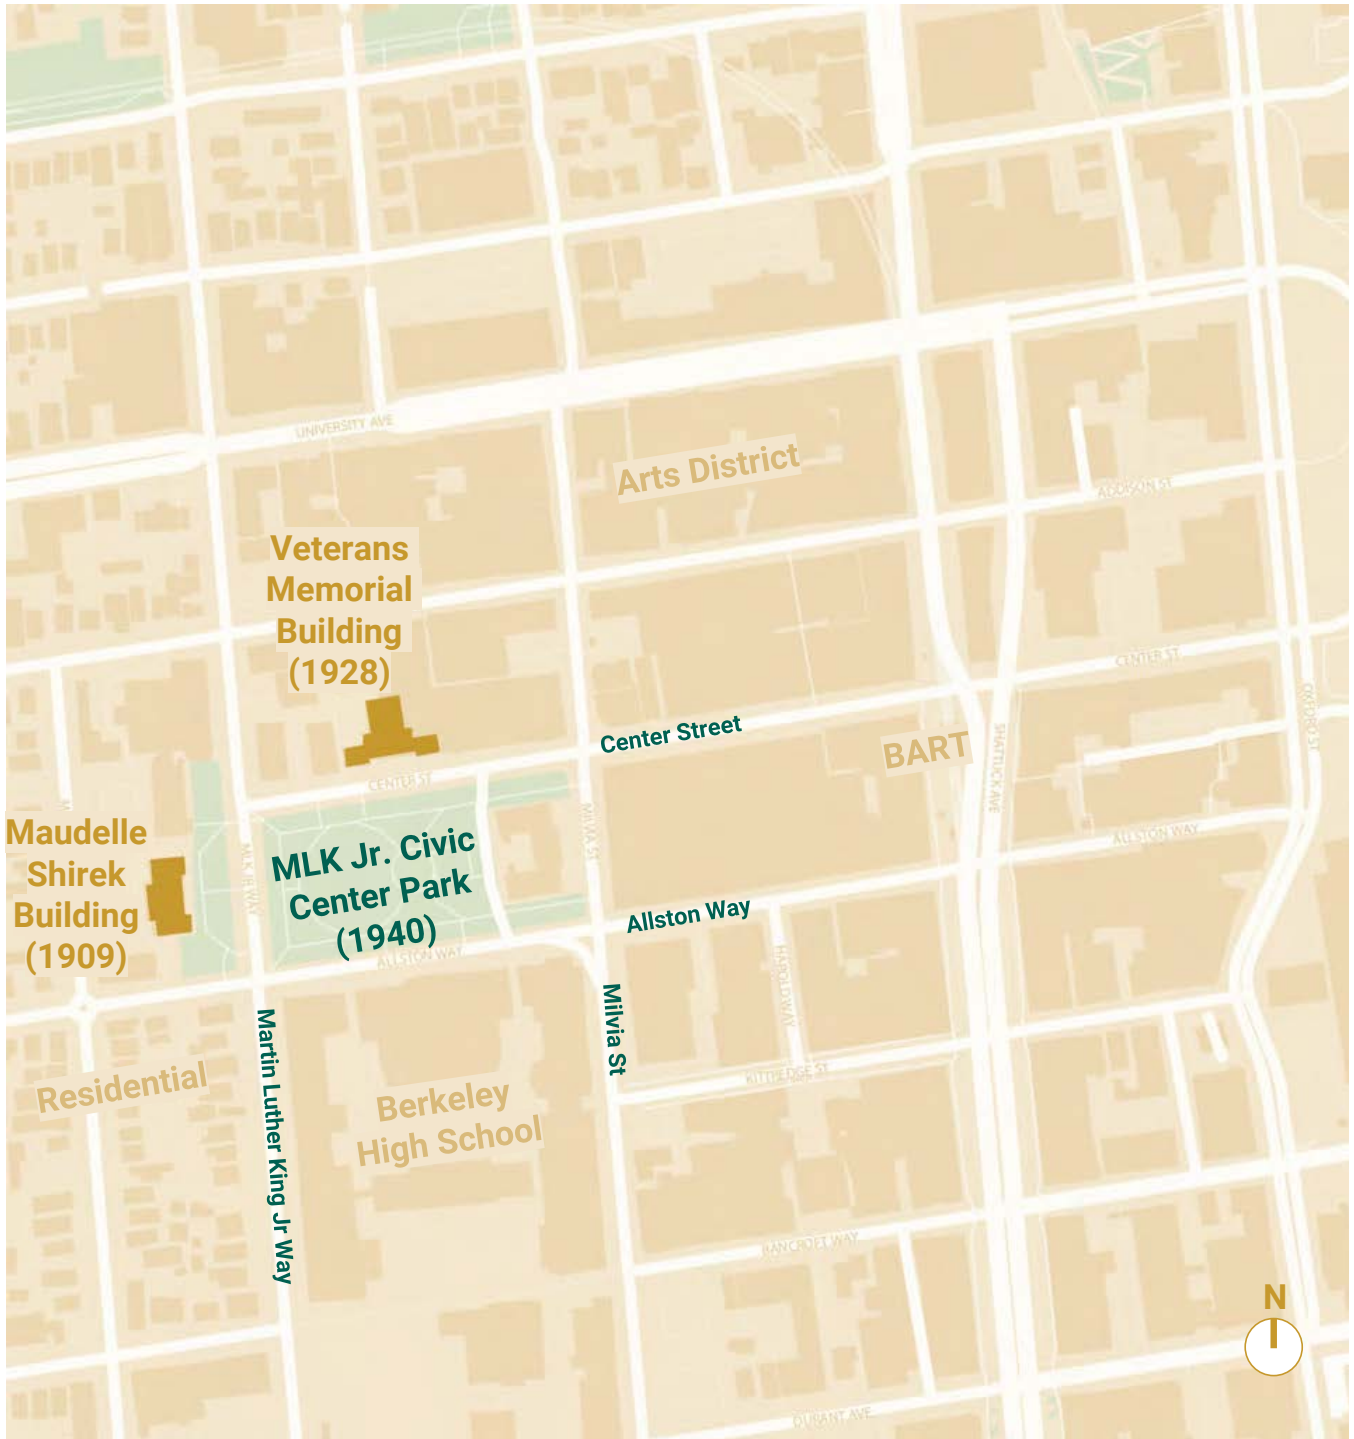 UNIVERSITY AVE
Arts District
ADDISON ST
Veterans
Memorial
Building
(1928)
CENTER ST
Center Street
BART
CENTER ST
OXFORD ST
SHATTUCK AVE
Maudelle
Shirek
Building
(1909)
M
MLK JR WAY
MLK Jr. Civic
Center Park
(1940)
MILVIA ST
ALLSTON WAY
Allston Way
ALLSTON WAY
HAROLD WAY
Martin Luther King Jr Way
Milvia St
Residential
Berkeley
High School
KITTREDGE ST
BANCROFT WAY
N
DURANT AVE